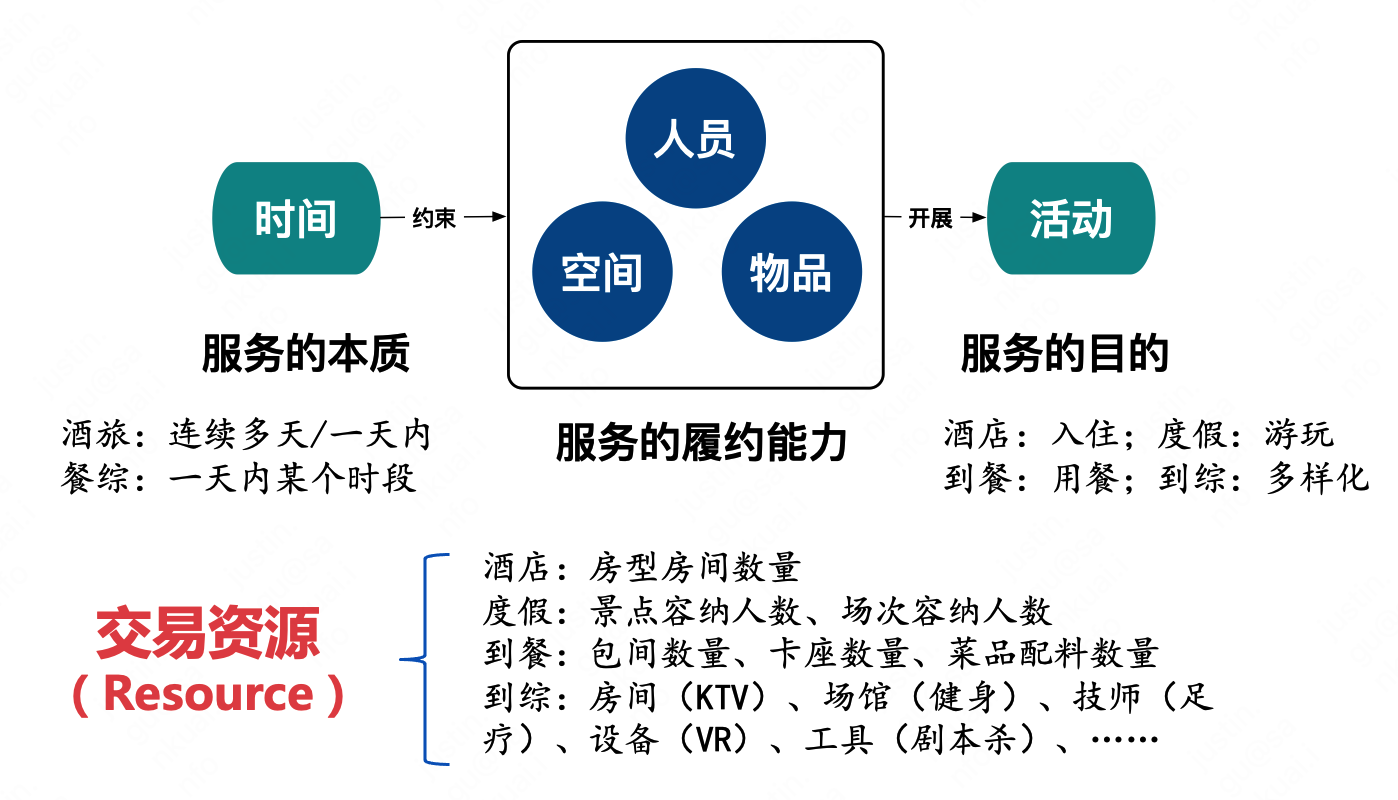 人员
时间
约束
开展
活动
空间
物品
服务的本质
服务的目的
酒旅：连续多天/一天内
餐综：一天内某个时段
服务的履约能力
酒店：入住；度假：游玩
到餐：用餐；到综：多样化
交易资源
（Resource）
酒店：房型房间数量
度假：景点容纳人数、场次容纳人数
到餐：包间数量、卡座数量、菜品配料数量
到综：房间（KTV）、场馆（健身）、技师（足
疗）、设备（VR）、工具（剧本杀）、……